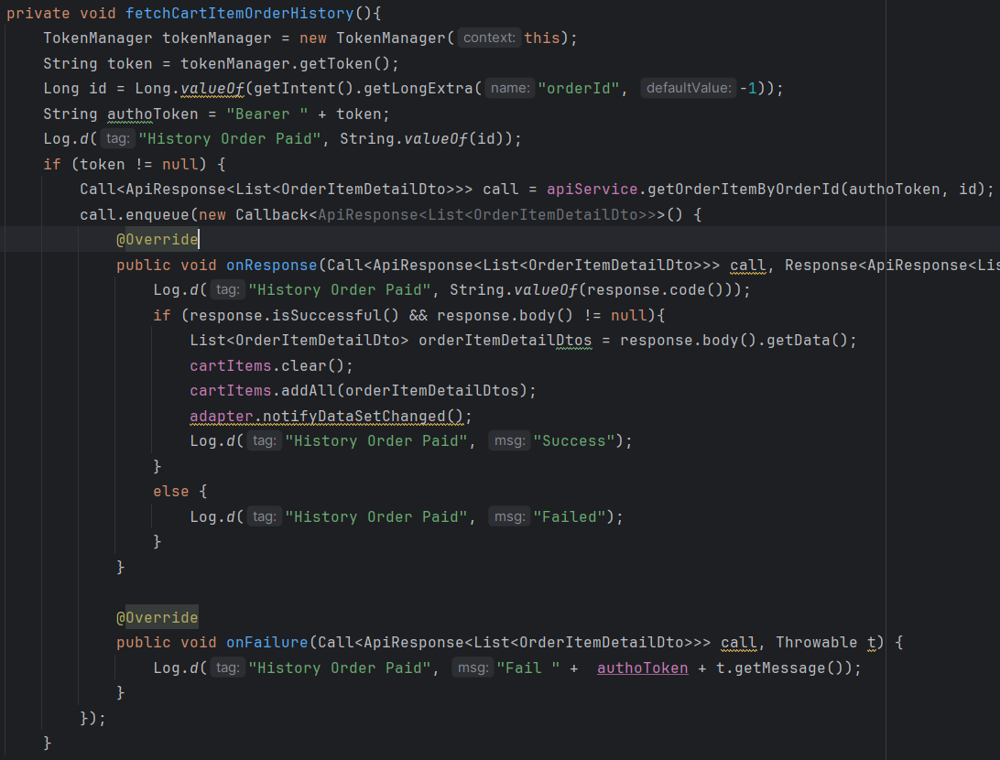 private void fetchCartItemOrderHistory(){
TokenManager tokenManager = new TokenManager( context: this);
String token = tokenManager.getToken();
Long id = Long.valueOf(getIntent().getLongExtra( name: "orderId", defaultValue: -1));
String authoToken = "Bearer " + token;
Log.d( tag: "History Order Paid", String.valueOf(id));
if (token != null) {
Call<ApiResponse<List<OrderItemDetailDto>>> call = apiService.getOrderItemByOrderId(authoToken, id);
call.enqueue(new Callback<ApiResponse<List<OrderItemDetailDto>>>() {
@Override
public void onResponse(Call<ApiResponse<List<OrderItemDetailDto>>> call, Response<ApiResponse<Lis
Log.d( tag: "History Order Paid", String.valueOf(response.code()));
if (response.isSuccessful() && response.body() != null){
List<OrderItemDetailDto> orderItemDetailDtos = response.body().getData();
cartItems.clear();
cartItems.addAll(orderItemDetailDtos);
adapter.notifyDataSetChanged();
Log.d( tag: "History Order Paid", msg: "Success");
}
else {
Log.d( tag: "History Order Paid", msg: "Failed");
}
}
@Override
public void onFailure(Call<ApiResponse<List<OrderItemDetailDto>>> call, Throwable t) {
Log.d( tag: "History Order Paid", msg: "Fail " + authoToken + t.getMessage());
}
});
}